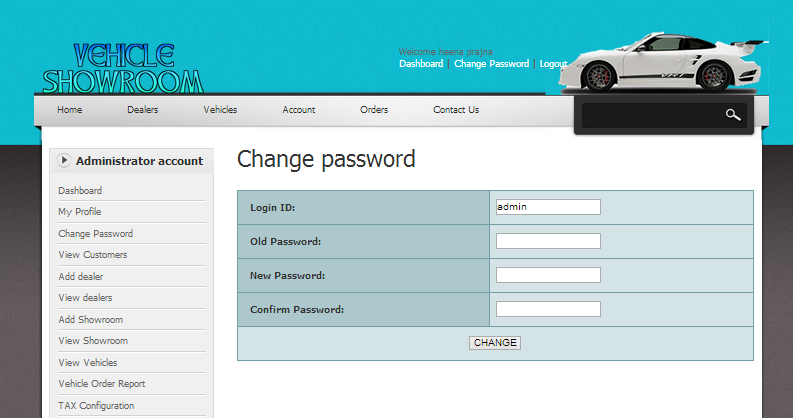 VEHICLE
SHOWROOM
Welcome heena prajna
Dashboard | Change Password | Logout
Home Dealers Vehicles Account Orders Contact Us
Administrator account
Dashboard
My Profile
Change Password
View Customers
Add dealer
View dealers
Add Showroom
View Showroom
View Vehicles
Vehicle Order Report
TAX Configuration
Change password
Login ID: admin
Old Password:
New Password:
Confirm Password:
CHANGE